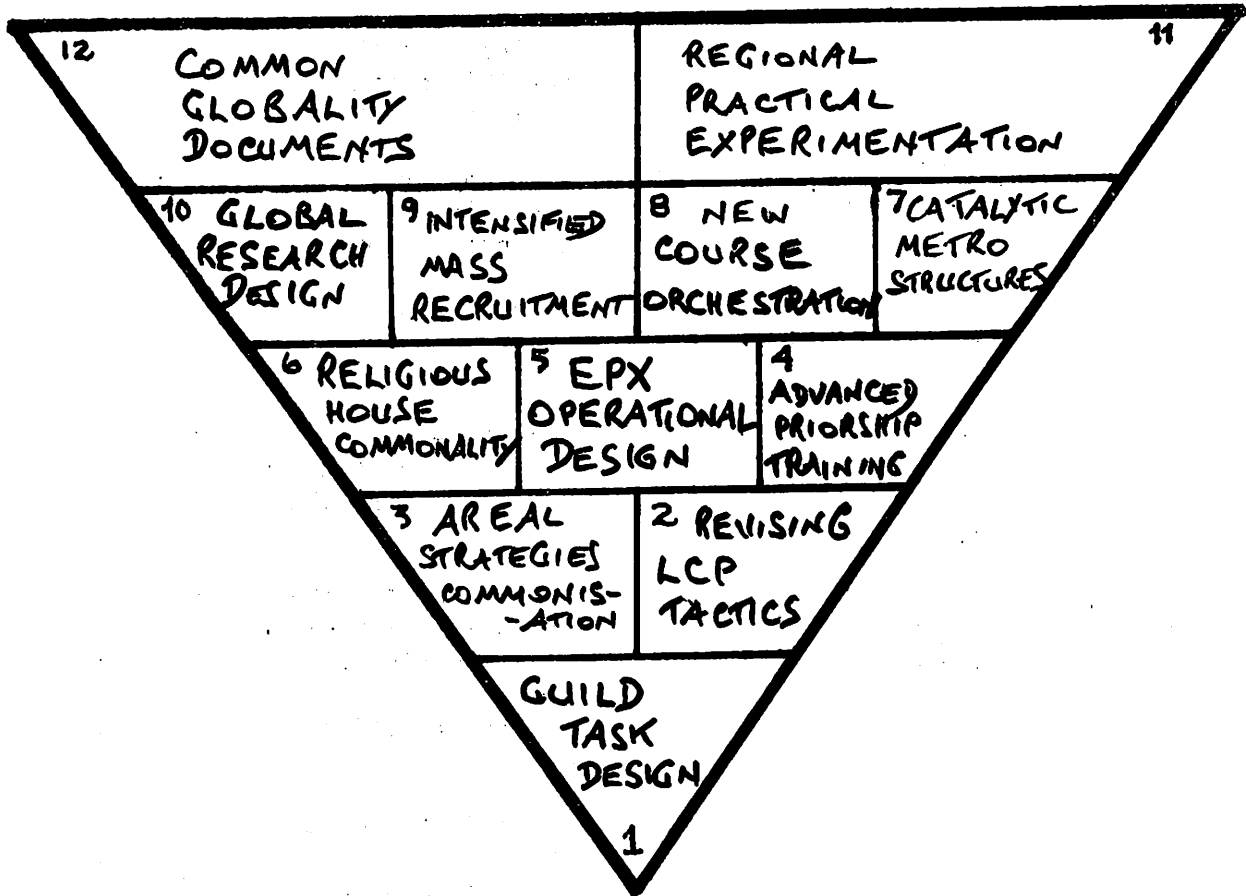 12
COMMON
GLOBALITY
DOCUMENTS
11
REGIONAL
PRACTICAL
EXPERIMENTATION
10 GLOBAL
RESEARCH
DESIGN
9 INTENSIFIED
MASS
RECRUITMENT
8 NEW
COURSE
ORCHESTRATION
7 CATALYTIC
METRO
STRUCTURES
6 RELIGIOUS
HOUSE
COMMONALITY
5 EPX
OPERATIONAL
DESIGN
4
ADVANCED
PRIORSHIP
TRAINING
3 AREAL
STRATEGIES
COMMONIS-
-ATION
2 REVISING
LCP
TACTICS
GUILD
TASK
DESIGN
1